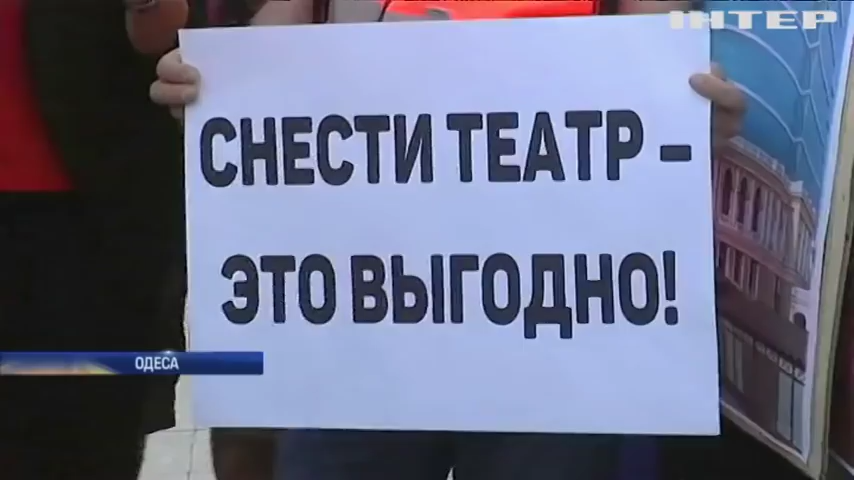 ІНТЕР
СНЕСТИ ТЕАТР -
ЭТО ВЫГОДНО!
ОДЕСА